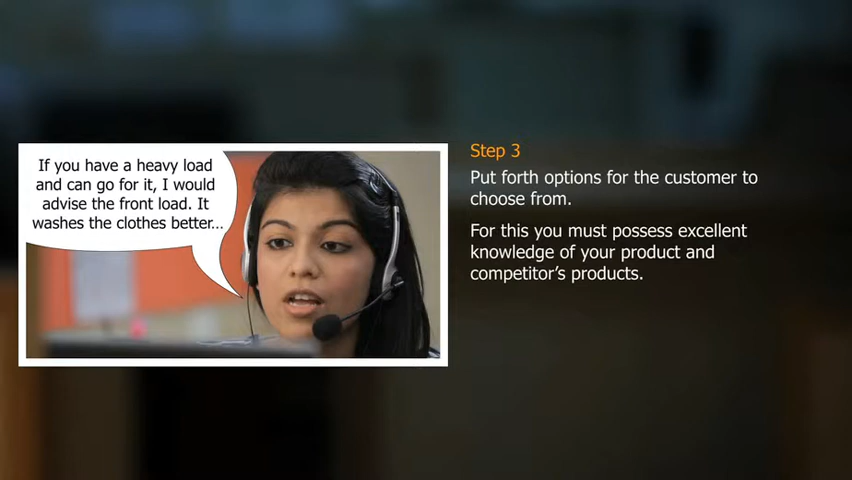 If you have a heavy load
and can go for it, I would
advise the front load. It
washes the clothes better...
Step 3
Put forth options for the customer to
choose from.
For this you must possess excellent
knowledge of your product and
competitor's products.